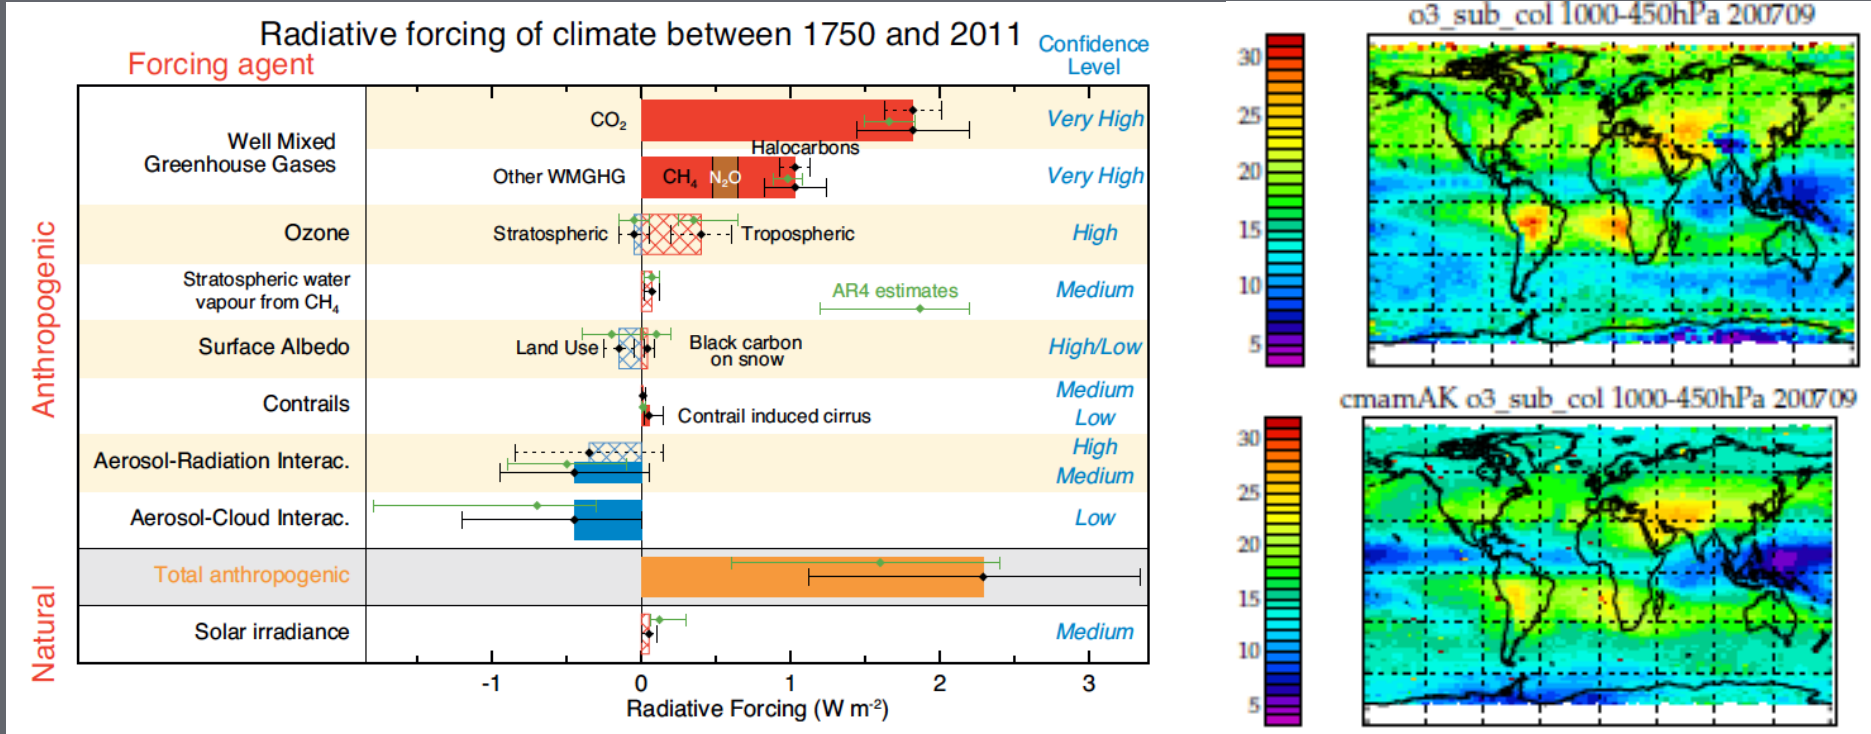 Radiative forcing of climate between 1750 and 2011
Forcing agent
Confidence
Level
Anthropogenic
Natural
Well Mixed
Greenhouse Gases
CO2
Very High
Halocarbons
Other WMGHG
CH4
N2O
Very High
Ozone
Stratospheric
Tropospheric
High
Stratospheric water
vapour from CH4
AR4 estimates
Medium
Surface Albedo
Land Use
Black carbon
on snow
High/Low
Contrails
Medium
Contrail induced cirrus
Low
Aerosol-Radiation Interac.
High
Medium
Aerosol-Cloud Interac.
Low
Total anthropogenic
Solar irradiance
Medium
-1 0 1 2 3
Radiative Forcing (W m-2)
o3_sub_col 1000-450hPa 200709
30
25
20
15
10
5
cmamAK o3_sub_col 1000-450hPa 200709
30
25
20
15
10
5